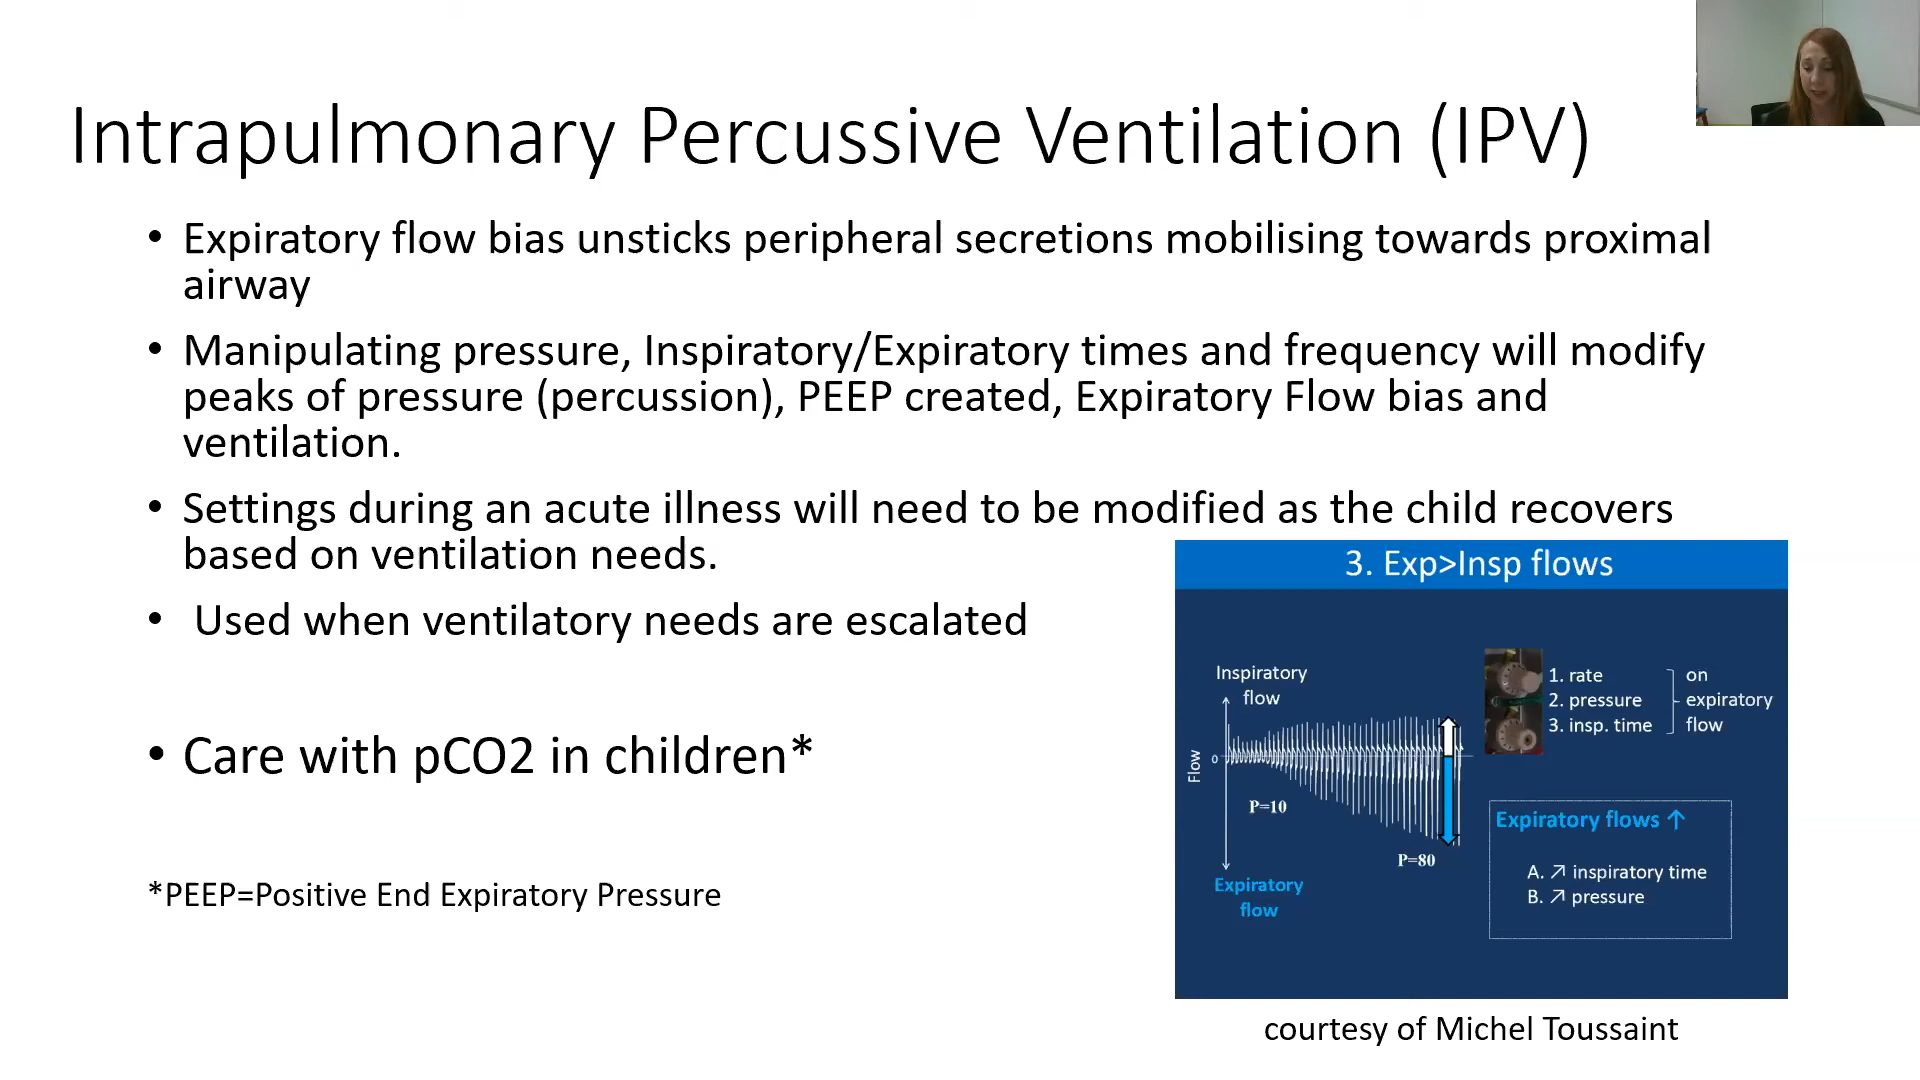 Intrapulmonary Percussive Ventilation (IPV)
• Expiratory flow bias unsticks peripheral secretions mobilising towards proximal
airway
• Manipulating pressure, Inspiratory/Expiratory times and frequency will modify
peaks of pressure (percussion), PEEP created, Expiratory Flow bias and
ventilation.
• Settings during an acute illness will need to be modified as the child recovers
based on ventilation needs.
• Used when ventilatory needs are escalated
• Care with pCO2 in children*
*PEEP=Positive End Expiratory Pressure
3. Exp>Insp flows
Inspiratory
flow
Flow
0
P=10
P=80
Expiratory
flow
1. rate
2. pressure
3. insp. time
on
expiratory
flow
Expiratory flows ↑
A. ↗ inspiratory time
B. ↗ pressure
courtesy of Michel Toussaint